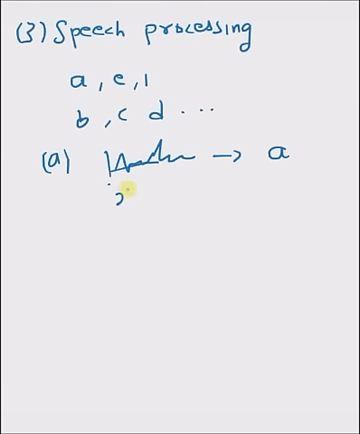 (3) Speech processing
a, e, i
b, c d ...
(a) → a